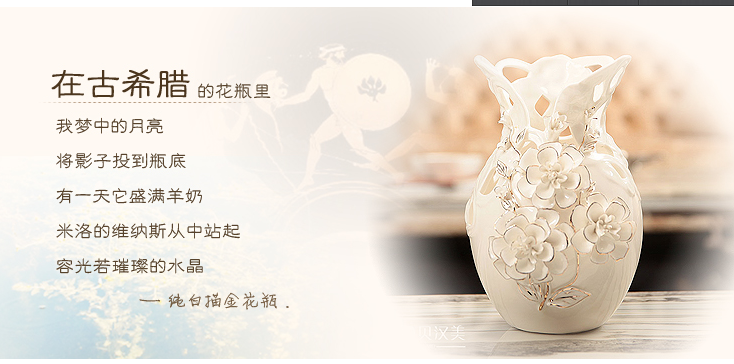 在古希腊 的花瓶里
我梦中的月亮
将影子投到瓶底
有一天它盛满羊奶
米洛的维纳斯从中站起
容光若璀璨的水晶
— 纯白描金花瓶 .
汉美